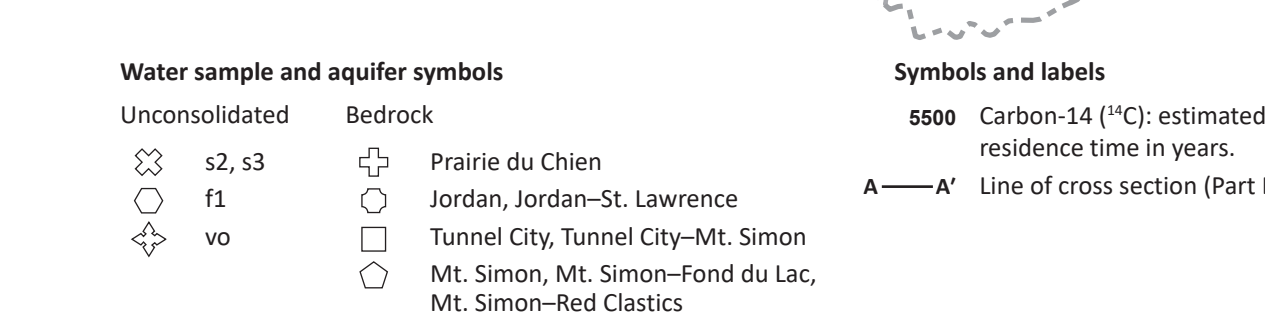 Water sample and aquifer symbols
Unconsolidated
Bedrock
s2, s3
f1
vo
Prairie du Chien
Jordan, Jordan–St. Lawrence
Tunnel City, Tunnel City–Mt. Simon
Mt. Simon, Mt. Simon–Fond du Lac,
Mt. Simon–Red Clastics
Symbols and labels
5500 Carbon-14 (¹⁴C): estimated
residence time in years.
A A′ Line of cross section (Part